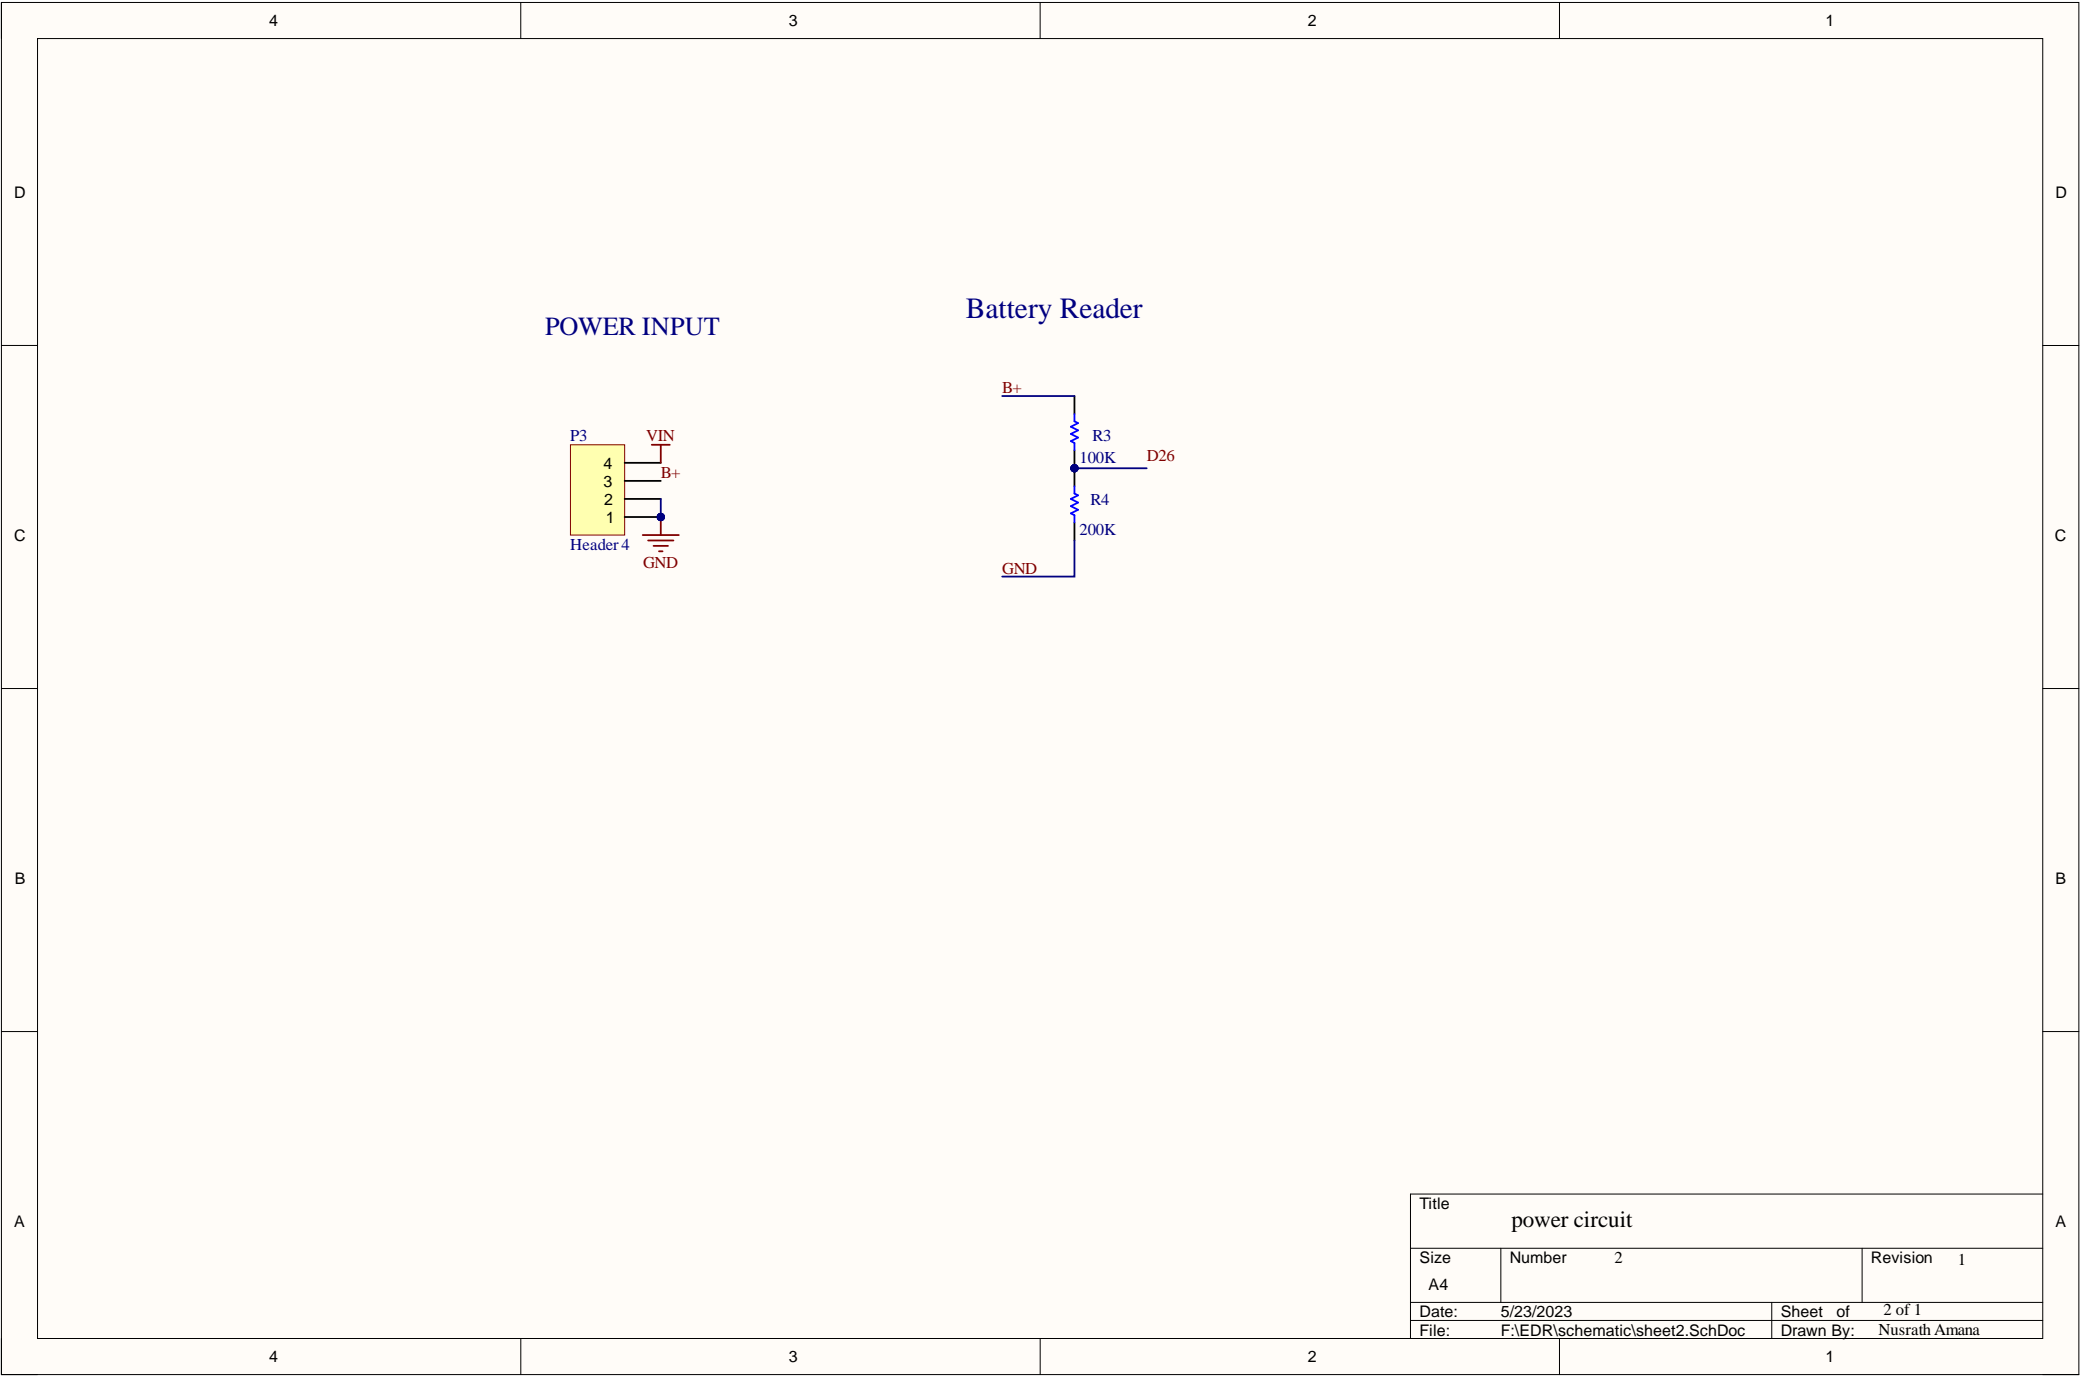 4 3 2 1
D D
Battery Reader
POWER INPUT
B+
P3 VIN
R3
100K D26
4
B+
3
2
R4
1
200K
Header 4
GND
GND
C C
B B
A A
Title
power circuit
Size Number 2 Revision 1
A4
Date: 5/23/2023 Sheet of 2 of 1
File: F:\EDR\schematic\sheet2.SchDoc Drawn By: Nusrath Amana
4 3 2 1